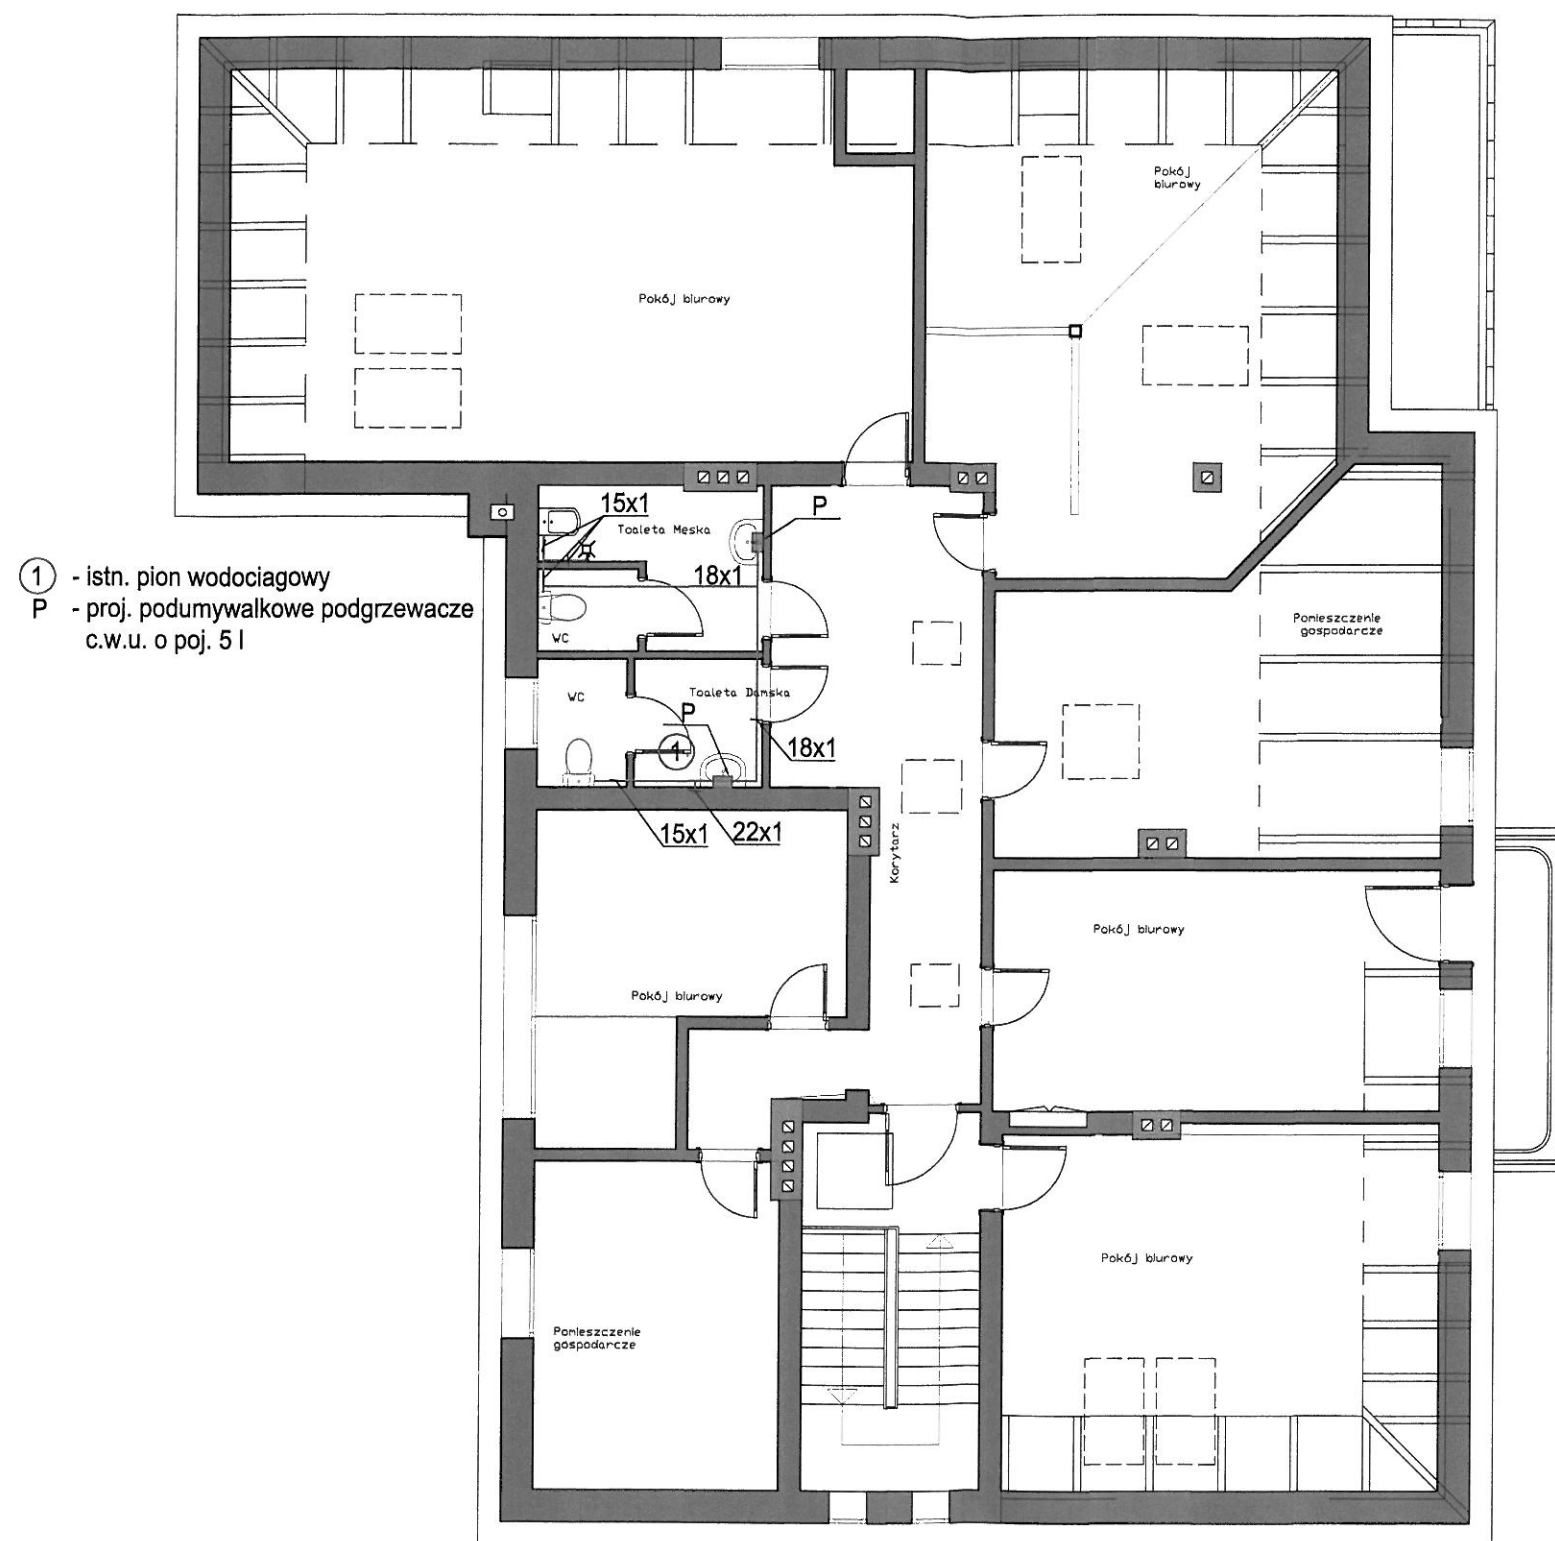 Pokój
biurowy
Pokój biurowy
15x1
P
Toaleta Męska
18x1
1 - istn. pion wodociagowy
P - proj. podumywalkowe podgrzewacze
c.w.u. o poj. 5 l
WC
Pomieszczenie
gospodarcze
WC
Toaleta Damska
P
1
18x1
15x1
22x1
Korytarz
Pokój biurowy
Pokój biurowy
Pokój biurowy
Pomieszczenie
gospodarcze